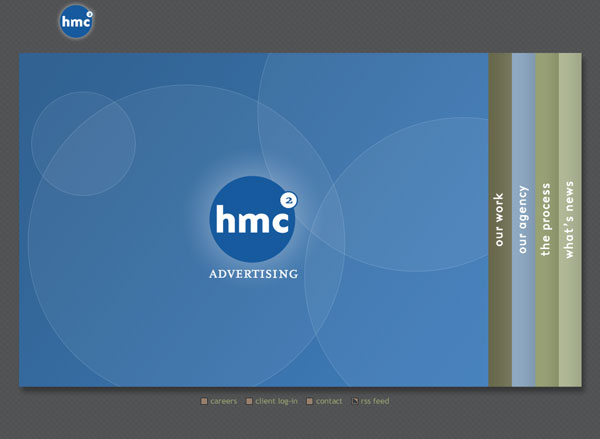 hmc2
hmc2
ADVERTISING
our work
our agency
the process
what's news
careers
client log-in
contact
rss feed